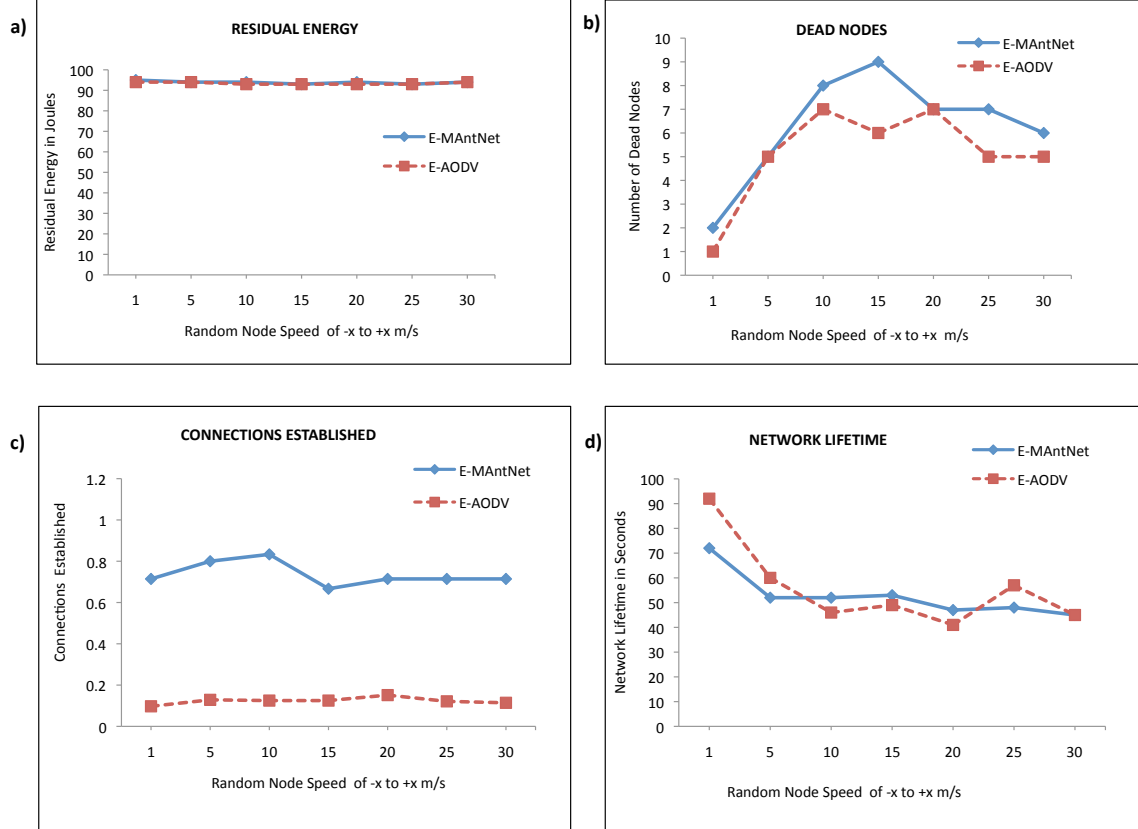 a)
RESIDUAL ENERGY
Residual Energy in Joules
100
90
80
70
60
50
40
30
20
10
0
1 5 10 15 20 25 30
Random Node Speed of -x to +x m/s
E-MAntNet
E-AODV
b)
DEAD NODES
Number of Dead Nodes
10
9
8
7
6
5
4
3
2
1
0
1 5 10 15 20 25 30
Random Node Speed of -x to +x m/s
E-MAntNet
E-AODV
c)
CONNECTIONS ESTABLISHED
Connections Established
1.2
1
0.8
0.6
0.4
0.2
0
1 5 10 15 20 25 30
Random Node Speed of -x to +x m/s
E-MAntNet
E-AODV
d)
NETWORK LIFETIME
Network Lifetime in Seconds
100
90
80
70
60
50
40
30
20
10
0
1 5 10 15 20 25 30
Random Node Speed of -x to +x m/s
E-MAntNet
E-AODV